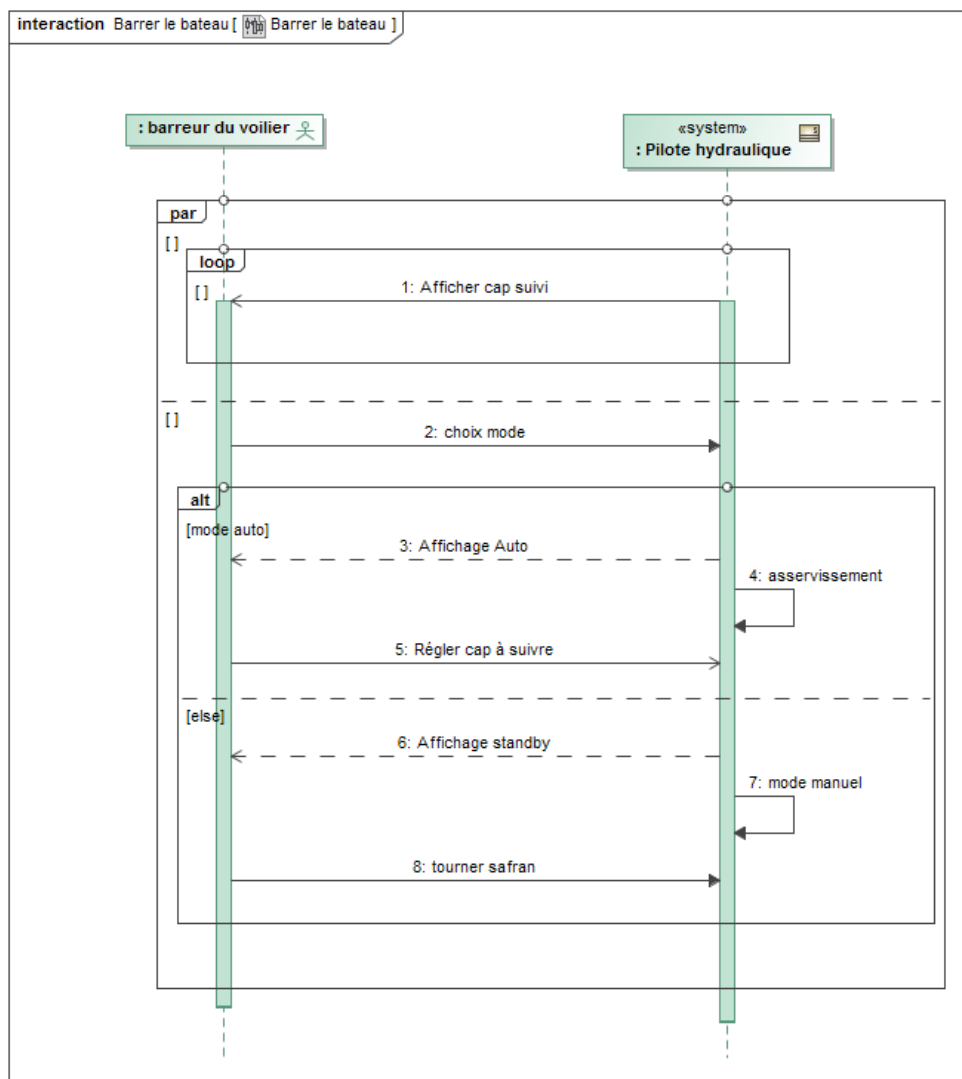 interaction Barrer le bateau [ Barrer le bateau ]
: barreur du voilier
«system»
: Pilote hydraulique
par
[ ]
loop
[ ]
1: Afficher cap suivi
[ ]
2: choix mode
alt
[mode auto]
3: Affichage Auto
4: asservissement
5: Régler cap à suivre
[else]
6: Affichage standby
7: mode manuel
8: tourner safran